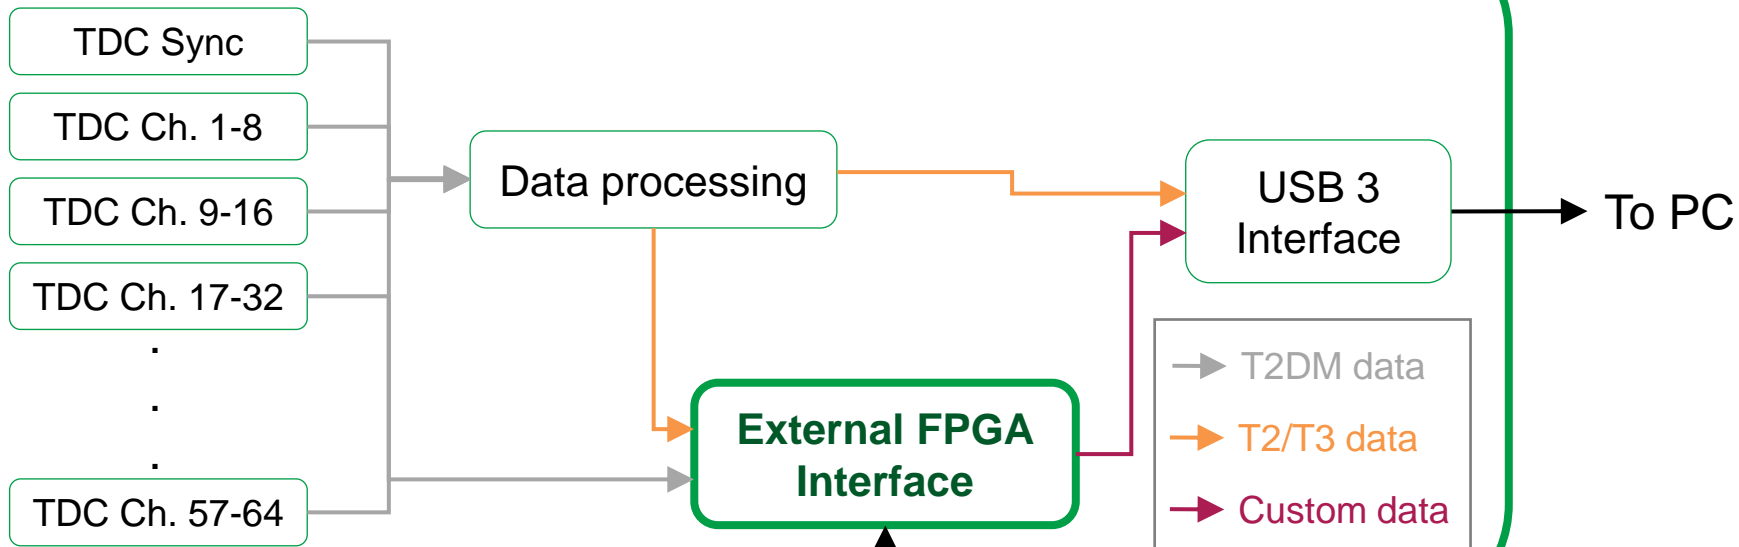 TDC Sync
TDC Ch. 1-8
TDC Ch. 9-16
TDC Ch. 17-32
.
.
.
TDC Ch. 57-64
Data processing
External FPGA
Interface
USB 3
Interface
To PC
T2DM data
T2/T3 data
Custom data